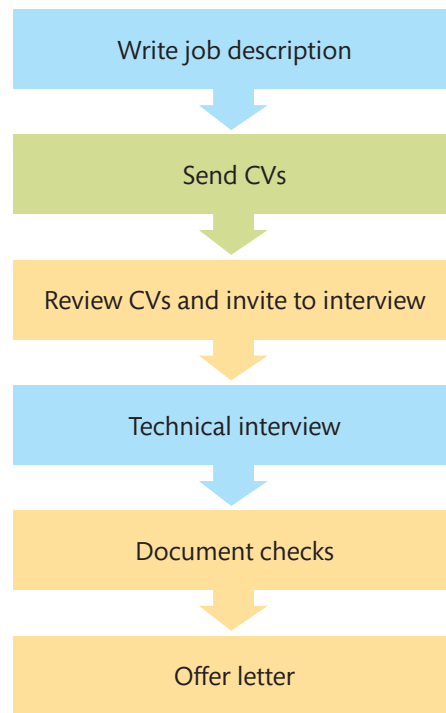 Write job description
Send CVs
Review CVs and invite to interview
Technical interview
Document checks
Offer letter